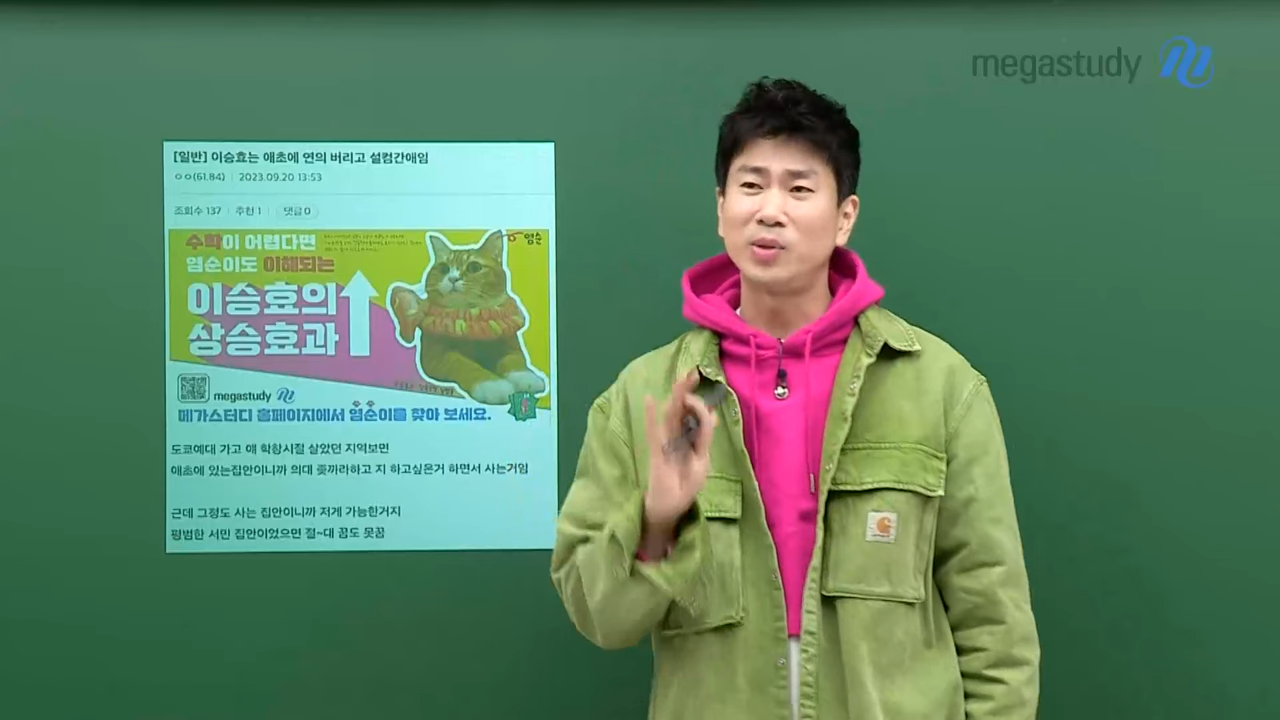 megastudy
[일반] 이승효는 애초에 연의 버리고 설컴간애임
ㅇㅇ(61.84) 2023.09.20 13:53
조회수 137 추천 1 댓글 0
수학이 어렵다면
염순이도 이해되는
염순
이승효의
상승효과
megastudy
메가스터디 홈페이지에서 염순이를 찾아 보세요.
도쿄예대 가고 얘 학창시절 살았던 지역보면
애초에 있는집안이니까 의대 좆까라하고 지 하고싶은거 하면서 사는거임
근데 그정도 사는 집안이니까 저게 가능한거지
평범한 서민 집안이었으면 절~대 꿈도 못꿈